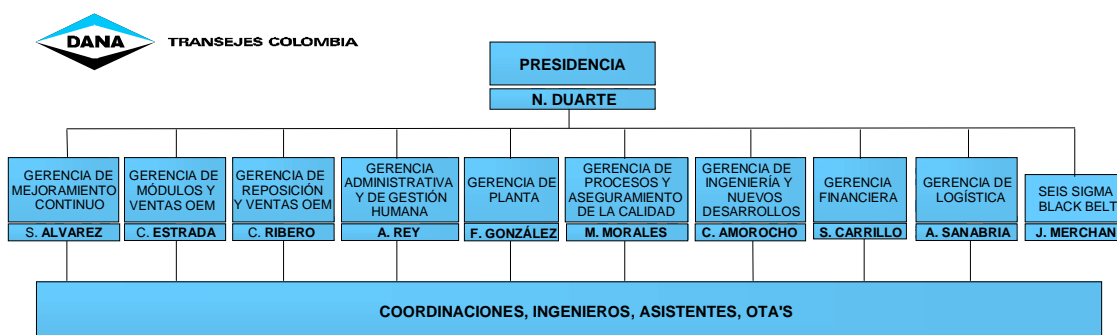 DANA
TRANSEJES COLOMBIA
PRESIDENCIA
N. DUARTE
GERENCIA DE
MEJORAMIENTO
CONTINUO
S. ALVAREZ
GERENCIA DE
MÓDULOS Y
VENTAS OEM
C. ESTRADA
GERENCIA DE
REPOSICIÓN
Y VENTAS OEM
C. RIBERO
GERENCIA
ADMINISTRATIVA
Y DE GESTIÓN
HUMANA
A. REY
GERENCIA DE
PLANTA
F. GONZÁLEZ
GERENCIA DE
PROCESOS Y
ASEGURAMIENTO
DE LA CALIDAD
M. MORALES
GERENCIA DE
INGENIERÍA Y
NUEVOS
DESARROLLOS
C. AMOROCHO
GERENCIA
FINANCIERA
S. CARRILLO
GERENCIA DE
LOGÍSTICA
A. SANABRIA
SEIS SIGMA
BLACK BELT
J. MERCHAN
COORDINACIONES, INGENIEROS, ASISTENTES, OTA'S